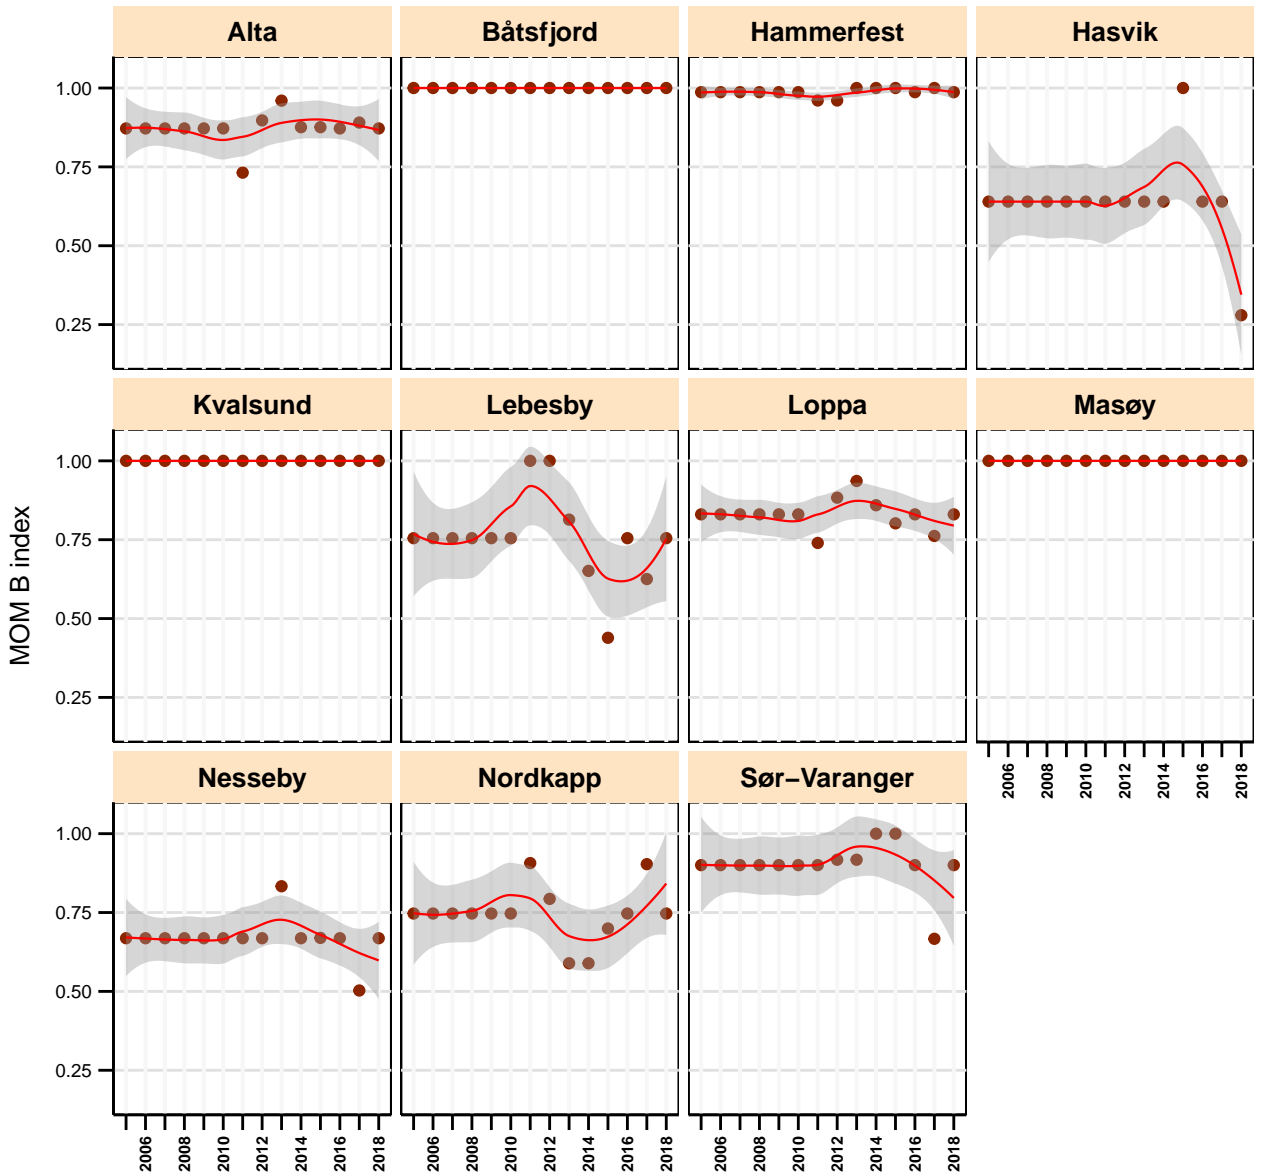 Alta Båtsfjord Hammerfest Hasvik
1.00
0.75
0.50
0.25
Kvalsund Lebesby Loppa Masøy
1.00
0.75
0.50
0.25
MOM B index
2006 2008 2010 2012 2014 2016 2018
Nesseby Nordkapp Sør−Varanger
1.00
0.75
0.50
0.25
2006 2008 2010 2012 2014 2016 2018 2006 2008 2010 2012 2014 2016 2018 2006 2008 2010 2012 2014 2016 2018